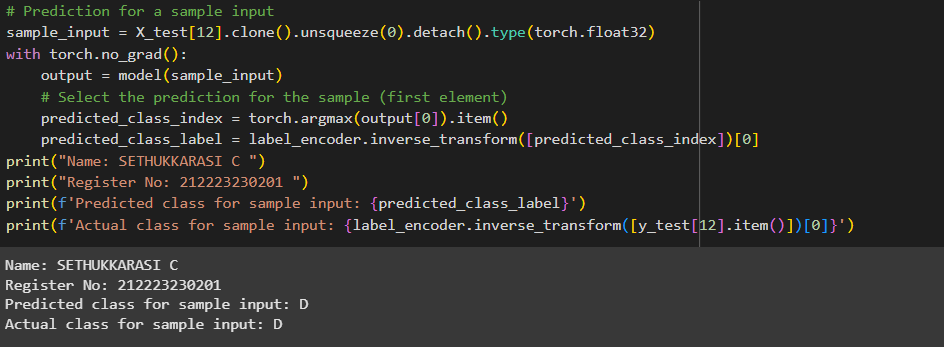 # Prediction for a sample input
sample_input = X_test[12].clone().unsqueeze(0).detach().type(torch.float32)
with torch.no_grad():
    output = model(sample_input)
    # Select the prediction for the sample (first element)
    predicted_class_index = torch.argmax(output[0]).item()
    predicted_class_label = label_encoder.inverse_transform([predicted_class_index])[0]
print("Name: SETHUKKARASI C ")
print("Register No: 212223230201 ")
print(f'Predicted class for sample input: {predicted_class_label}')
print(f'Actual class for sample input: {label_encoder.inverse_transform([y_test[12].item()])[0]}')
Name: SETHUKKARASI C
Register No: 212223230201
Predicted class for sample input: D
Actual class for sample input: D